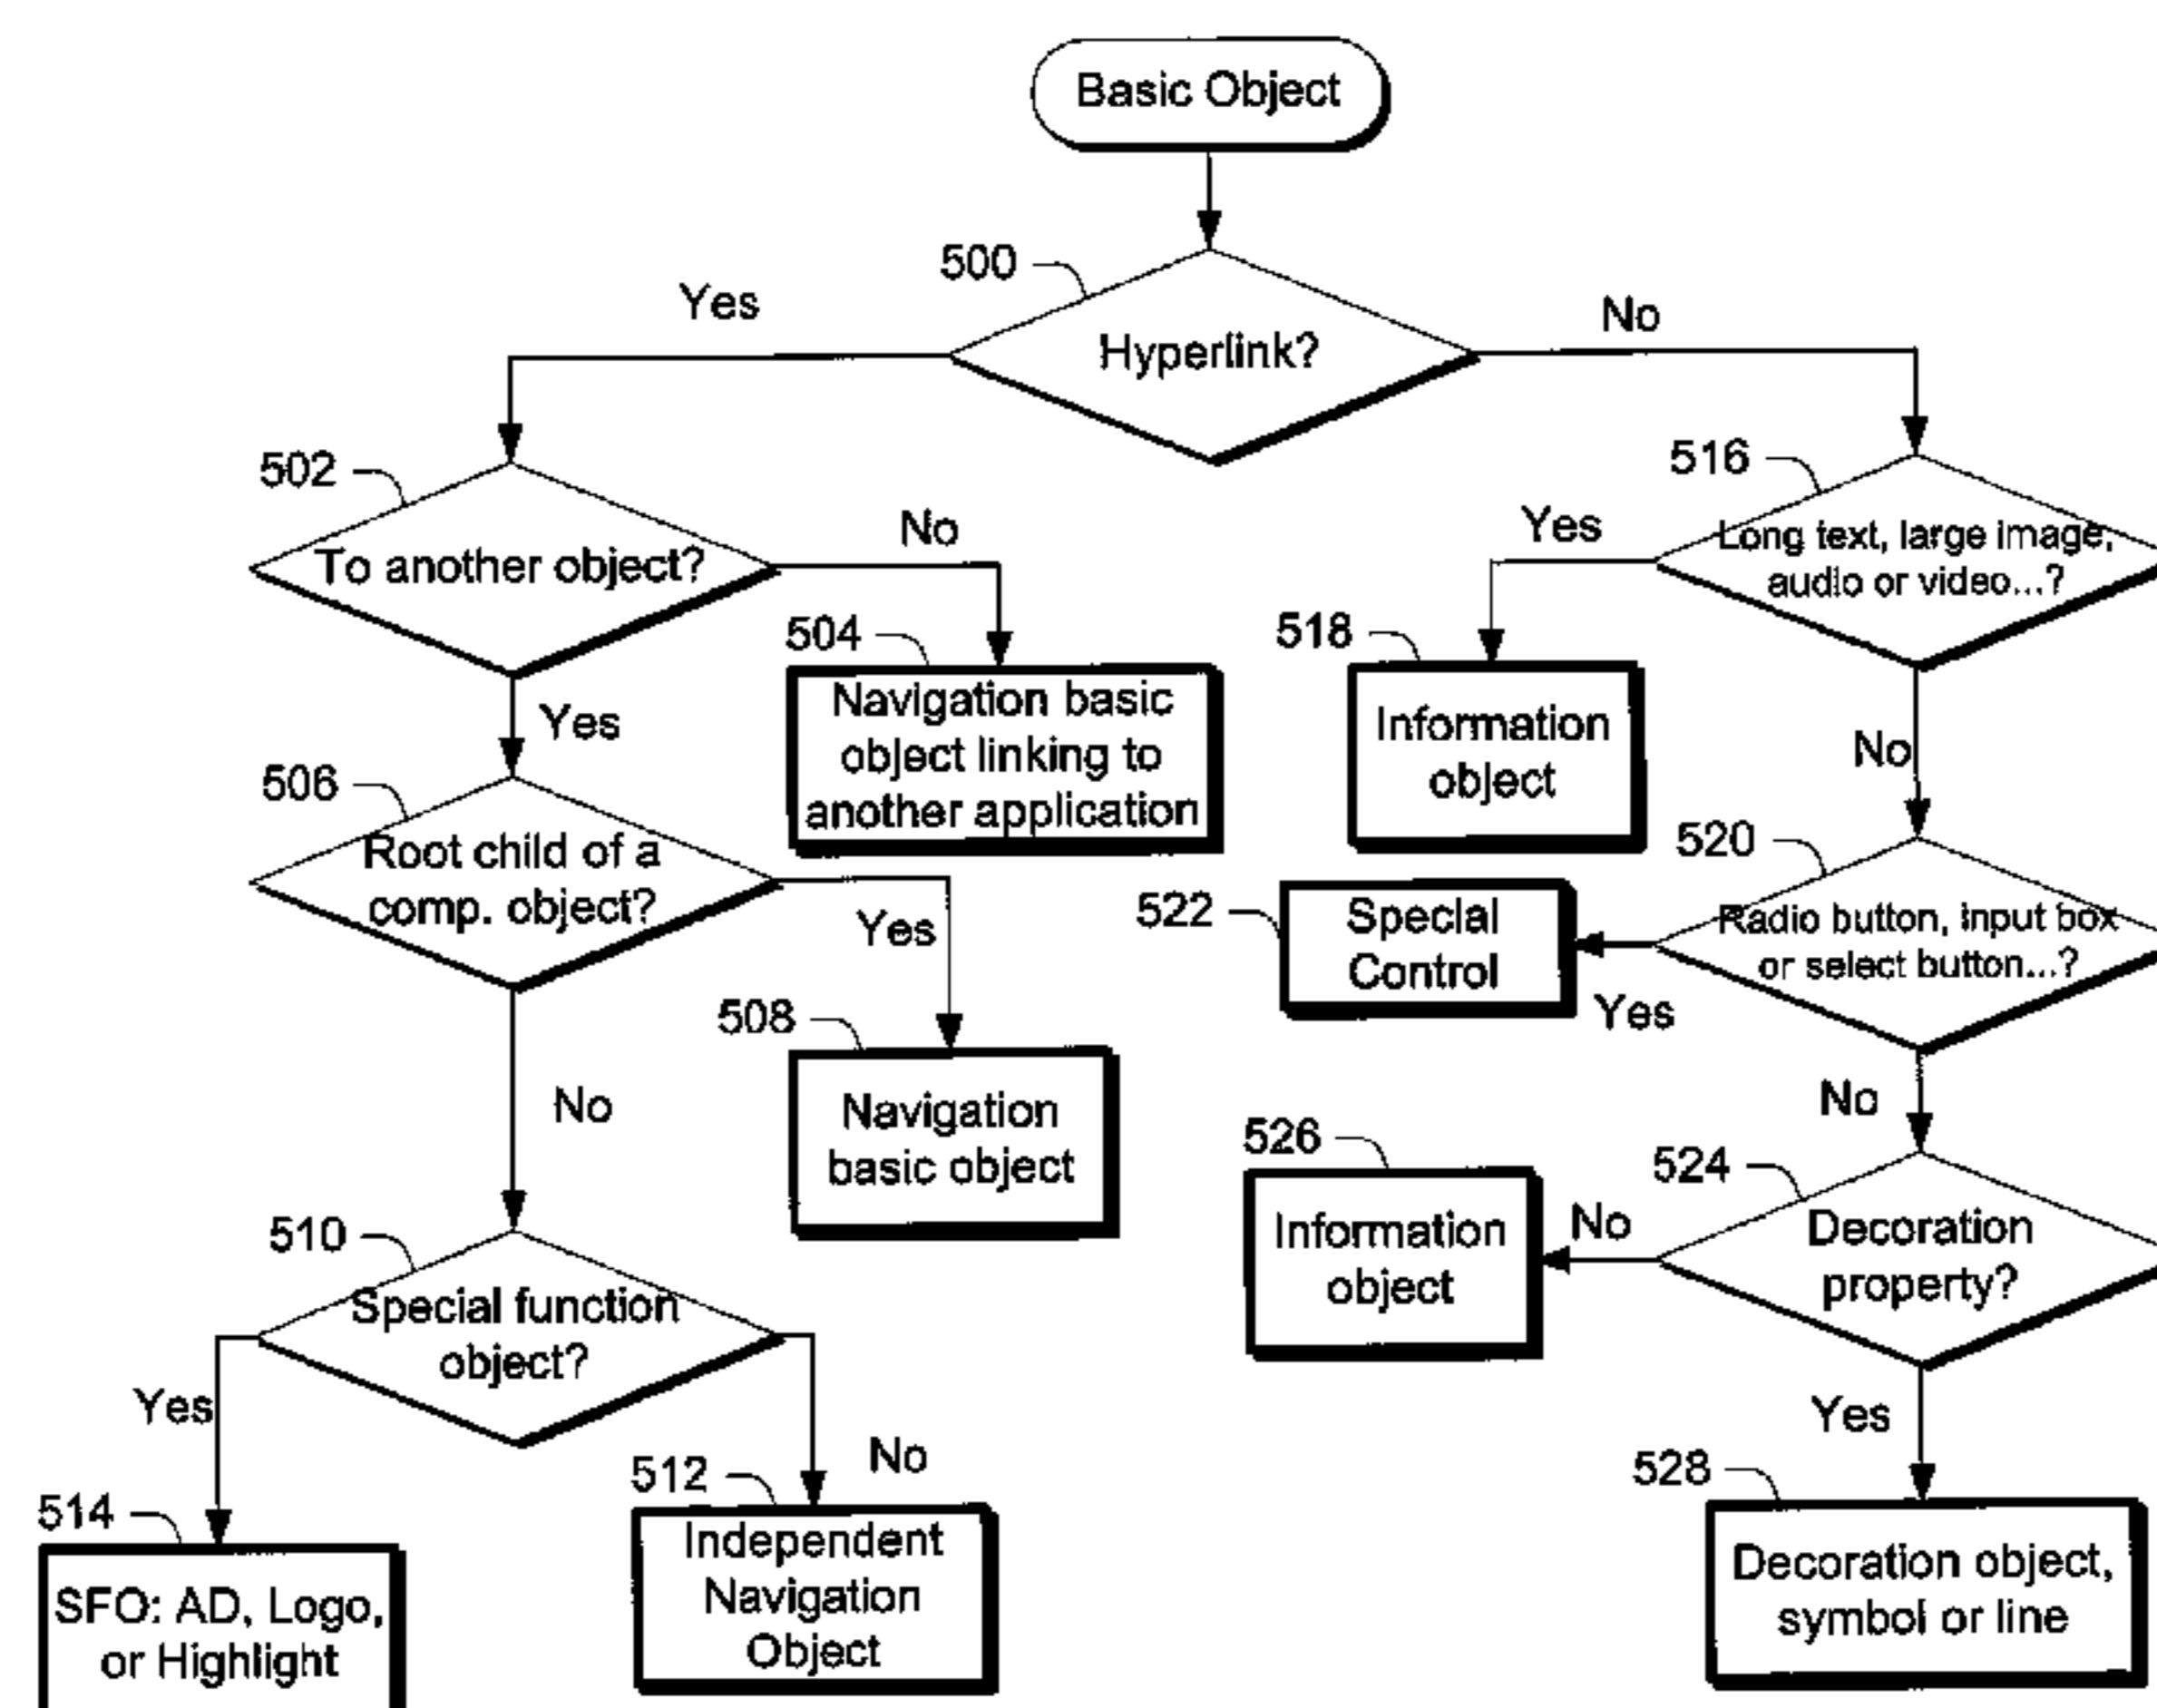 Basic Object
500
Yes
Hyperlink?
No
502
To another object?
No
516
Yes
Long text, large image,
audio or video...?
504
Navigation basic
object linking to
another application
518
Information
object
Yes
No
506
Root child of a
comp. object?
Yes
520
Radio button, input box
or select button...?
522
Special
Control
Yes
508
Navigation
basic object
No
No
526
Information
object
No
524
Decoration
property?
510
Special function
object?
Yes
No
Yes
514
SFO: AD, Logo,
or Highlight
512
Independent
Navigation
Object
528
Decoration object,
symbol or line